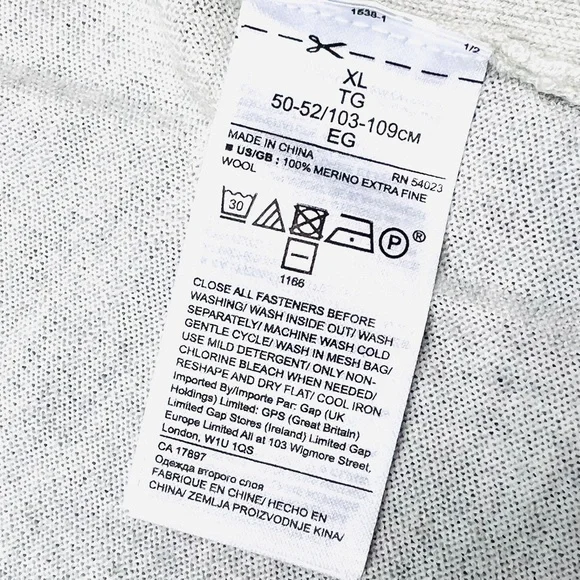 1538-1
1/2
XL
TG
50-52/103-109CM
EG
MADE IN CHINA
RN 54023
■ US/GB : 100% MERINO EXTRA FINE
WOOL
30
P®
1166
CLOSE ALL FASTENERS BEFORE
WASHING/ WASH INSIDE OUT/ WASH
SEPARATELY/ MACHINE WASH COLD
GENTLE CYCLE/ WASH IN MESH BAG/
USE MILD DETERGENT/ ONLY NON-
CHLORINE BLEACH WHEN NEEDED/
RESHAPE AND DRY FLAT/ COOL IRON
Imported By/Importe Par: Gap (UK
Holdings) Limited; GPS (Great Britain)
Limited Gap Stores (Ireland) Limited Gap
Europe Limited All at 103 Wigmore Street,
London, W1U 1QS
CA 17897
Одежда второго слоя
FABRIQUE EN CHINE/ HECHO EN
CHINA/ ZEMLJA PROIZVODNJE KINA/